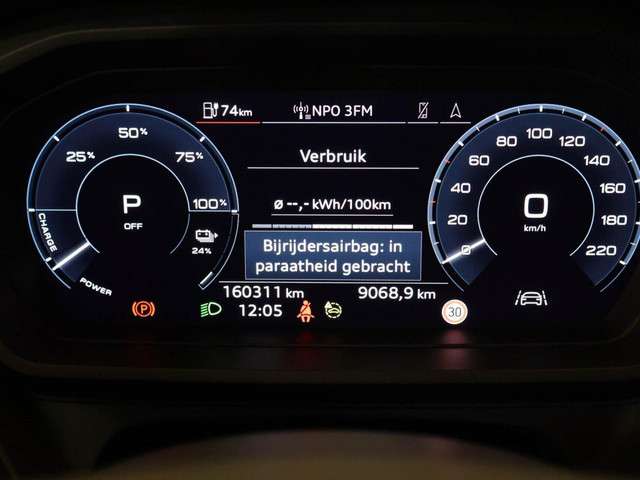 74km NPO 3FM
50%
25% 75%
100%
P
OFF
24%
CHARGE
POWER
Verbruik
ø --,- kWh/100km
Bijrijdersairbag: in
paraatheid gebracht
160311 km 9068,9 km
(P) 12:05 30
100 120
80 140
60 160
40 180
20 200
0 220
0
km/h